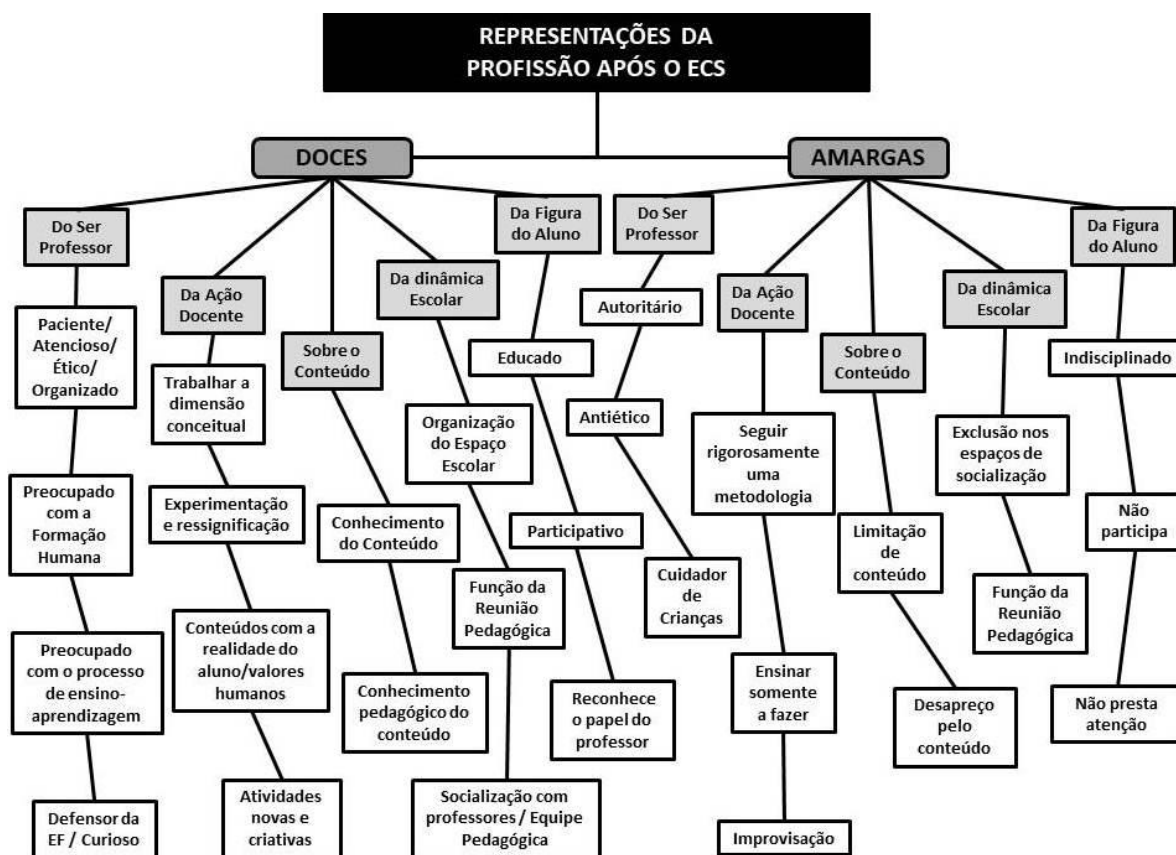 REPRESENTAÇÕES DA
PROFISSÃO APÓS O ECS
DOCES
Do Ser
Professor
Paciente/
Atencioso/
Ético/
Organizado
Preocupado
com a
Formação
Humana
Preocupado
com o processo
de ensino-
aprendizagem
Defensor da
EF / Curioso
Da Ação
Docente
Trabalhar a
dimensão
conceitual
Experimentação
e ressignificação
Conteúdos com a
realidade do
aluno/valores
humanos
Atividades
novas e
criativas
Sobre o
Conteúdo
Conhecimento
do Conteúdo
Conhecimento
pedagógico do
conteúdo
Da dinâmica
Escolar
Organização
do Espaço
Escolar
Função da
Reunião
Pedagógica
Socialização com
professores / Equipe
Pedagógica
Da Figura
do Aluno
Educado
Participativo
Reconhece
o papel do
professor
AMARGAS
Do Ser
Professor
Autoritário
Antiético
Cuidador
de
Crianças
Da Ação
Docente
Seguir
rigorosamente
uma
metodologia
Ensinar
somente
a fazer
Improvisação
Sobre o
Conteúdo
Limitação
de
conteúdo
Desapreço
pelo
conteúdo
Da dinâmica
Escolar
Exclusão nos
espaços de
socialização
Função da
Reunião
Pedagógica
Da Figura
do Aluno
Indisciplinado
Não
participa
Não presta
atenção